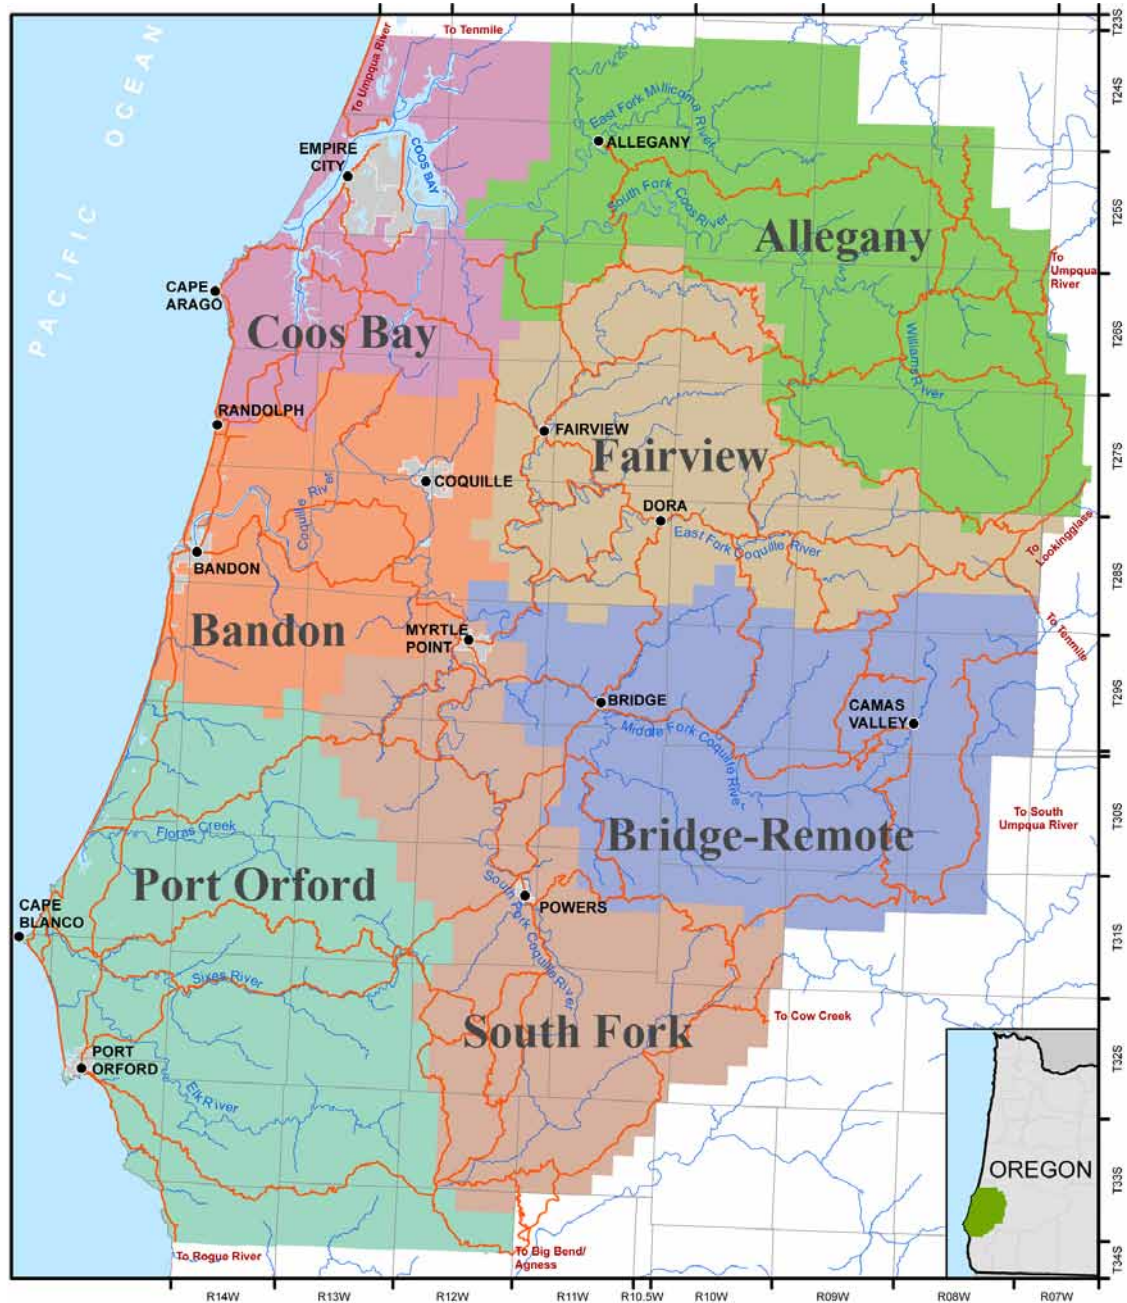 To Tenmile
To Umpqua River
PACIFIC OCEAN
EMPIRE
CITY
COOS BAY
East Fork Millicoma River
ALLEGANY
South Fork Coos River
Allegany
To
Umpqua
River
CAPE
ARAGO
Coos Bay
Williams River
RANDOLPH
FAIRVIEW
Fairview
COQUILLE
Coquille River
DORA
East Fork Coquille River
To
Lookingglass
BANDON
Bandon
MYRTLE
POINT
To Tenmile
BRIDGE
CAMAS
VALLEY
Middle Fork Coquille River
To South
Umpqua River
Bridge-Remote
Floras Creek
Port Orford
South Fork Coquille River
POWERS
CAPE
BLANCO
Sixes River
South Fork
To Cow Creek
PORT
ORFORD
Elk River
OREGON
To Rogue River
To Big Bend/
Agness
T23S
T24S
T25S
T26S
T27S
T28S
T29S
T30S
T31S
T32S
T33S
T34S
R14W
R13W
R12W
R11W
R10.5W
R10W
R09W
R08W
R07W